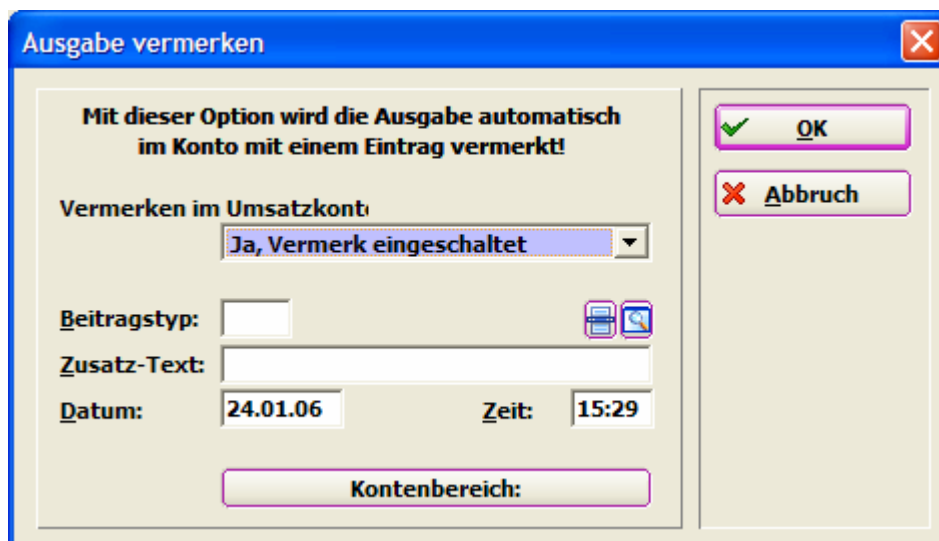 Ausgabe vermerken
Mit dieser Option wird die Ausgabe automatisch
im Konto mit einem Eintrag vermerkt!
OK
Abbruch
Vermerken im Umsatzkont
Ja, Vermerk eingeschaltet
Beitragstyp:
Zusatz-Text:
Datum: 24.01.06 Zeit: 15:29
Kontenbereich: